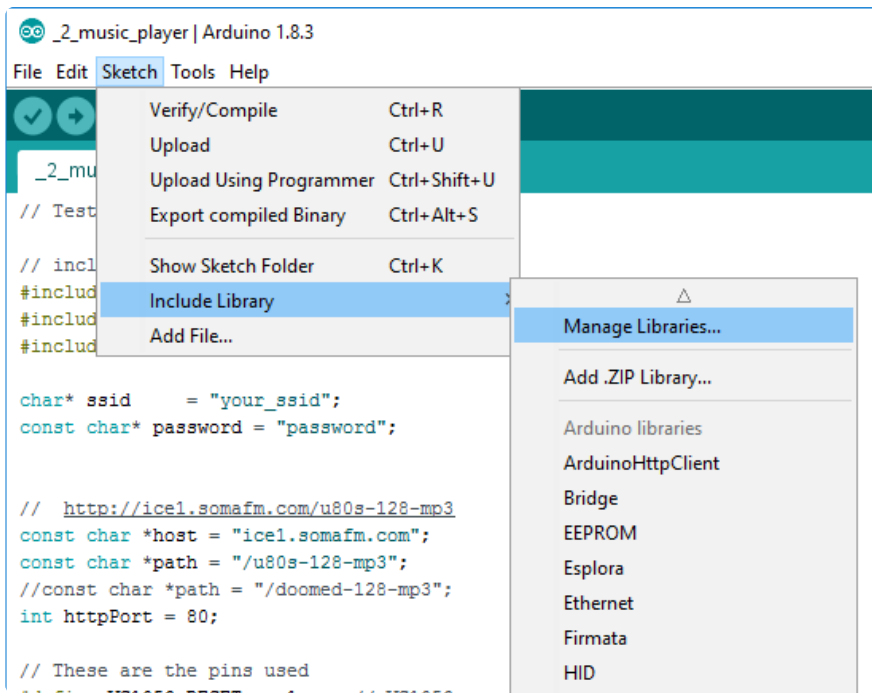 _2_music_player | Arduino 1.8.3
File Edit Sketch Tools Help
Verify/Compile Ctrl+R
Upload Ctrl+U
Upload Using Programmer Ctrl+Shift+U
Export compiled Binary Ctrl+Alt+S
Show Sketch Folder Ctrl+K
Include Library
Add File...
Manage Libraries...
Add .ZIP Library...
Arduino libraries
ArduinoHttpClient
Bridge
EEPROM
Esplora
Ethernet
Firmata
HID
_2_mu
// Test
// incl
#includ
#includ
#includ
char* ssid     = "your_ssid";
const char* password = "password";
//  http://ice1.somafm.com/u80s-128-mp3
const char *host = "ice1.somafm.com";
const char *path = "/u80s-128-mp3";
//const char *path = "/doomed-128-mp3";
int httpPort = 80;
// These are the pins used